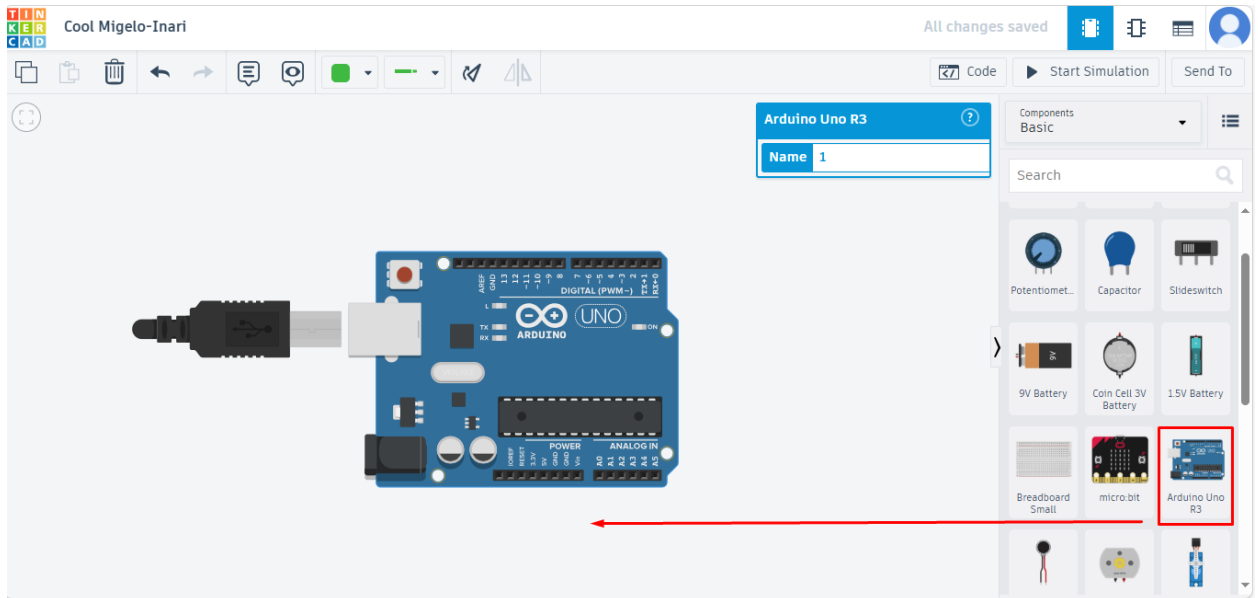 TIN
KER
CAD
Cool Migelo-Inari
All changes saved
Code
Start Simulation
Send To
Arduino Uno R3
?
Name 1
Components
Basic
Search
Potentiomet...
Capacitor
Slideswitch
9V
9V Battery
Coin Cell 3V
Battery
1.5V Battery
Breadboard
Small
micro:bit
Arduino Uno
R3
AREF
GND
13
12
~11
~10
~9
8
7
~6
~5
4
~3
2
TX→1
RX←0
DIGITAL (PWM~)
L
TX
RX
ARDUINO
UNO
ON
POWER
ANALOG IN
IOREF
RESET
3.3V
5V
GND
GND
Vin
A0
A1
A2
A3
A4
A5